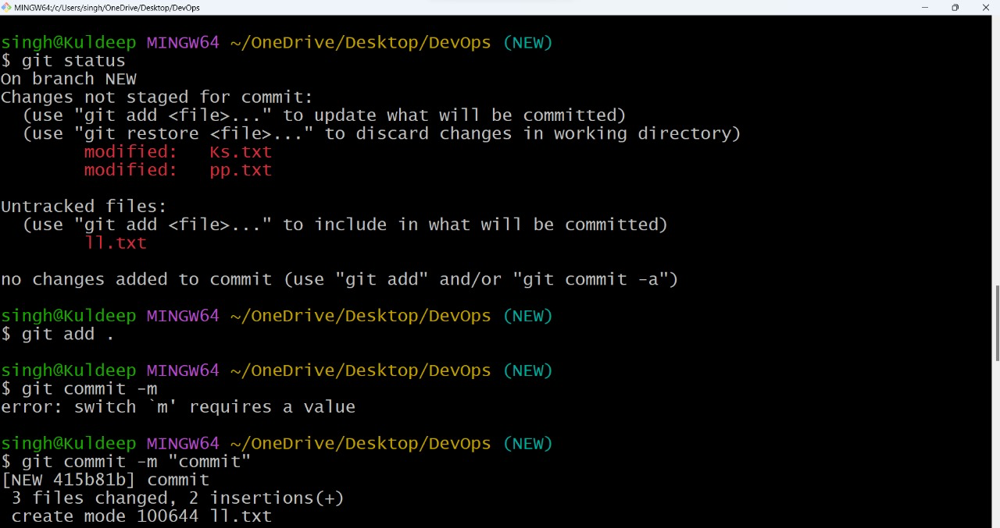 MINGW64:/c/Users/singh/OneDrive/Desktop/DevOps
singh@Kuldeep MINGW64 ~/OneDrive/Desktop/DevOps (NEW)
$ git status
On branch NEW
Changes not staged for commit:
  (use "git add <file>..." to update what will be committed)
  (use "git restore <file>..." to discard changes in working directory)
        modified:   Ks.txt
        modified:   pp.txt
Untracked files:
  (use "git add <file>..." to include in what will be committed)
        ll.txt
no changes added to commit (use "git add" and/or "git commit -a")
singh@Kuldeep MINGW64 ~/OneDrive/Desktop/DevOps (NEW)
$ git add .
singh@Kuldeep MINGW64 ~/OneDrive/Desktop/DevOps (NEW)
$ git commit -m
error: switch `m' requires a value
singh@Kuldeep MINGW64 ~/OneDrive/Desktop/DevOps (NEW)
$ git commit -m "commit"
[NEW 415b81b] commit
 3 files changed, 2 insertions(+)
 create mode 100644 ll.txt